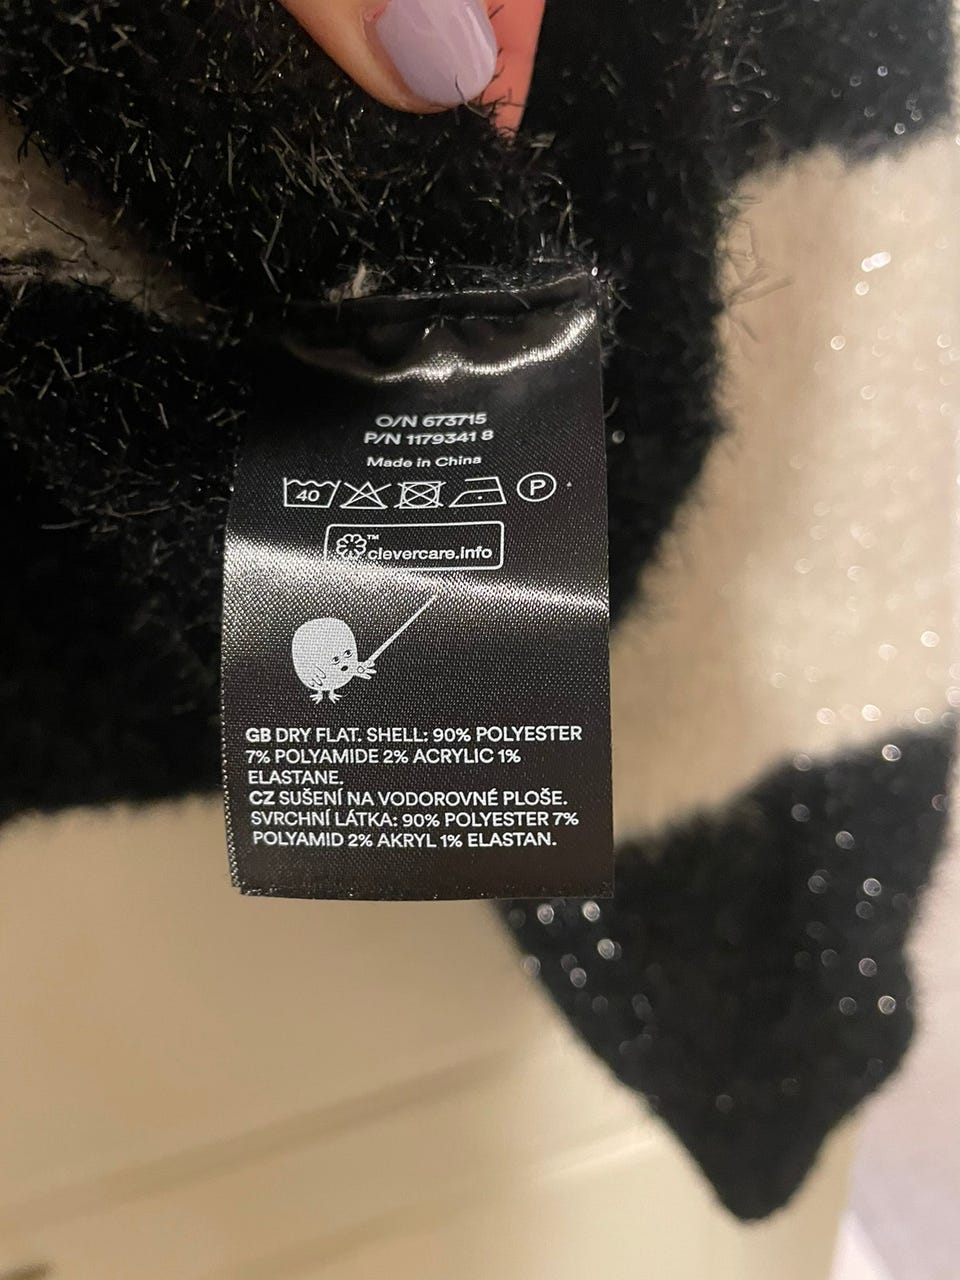 O/N 673715
P/N 1179341 8
Made in China
40 P
™ clevercare.info
GB DRY FLAT. SHELL: 90% POLYESTER
7% POLYAMIDE 2% ACRYLIC 1%
ELASTANE.
CZ SUŠENÍ NA VODOROVNÉ PLOŠE.
SVRCHNÍ LÁTKA: 90% POLYESTER 7%
POLYAMID 2% AKRYL 1% ELASTAN.